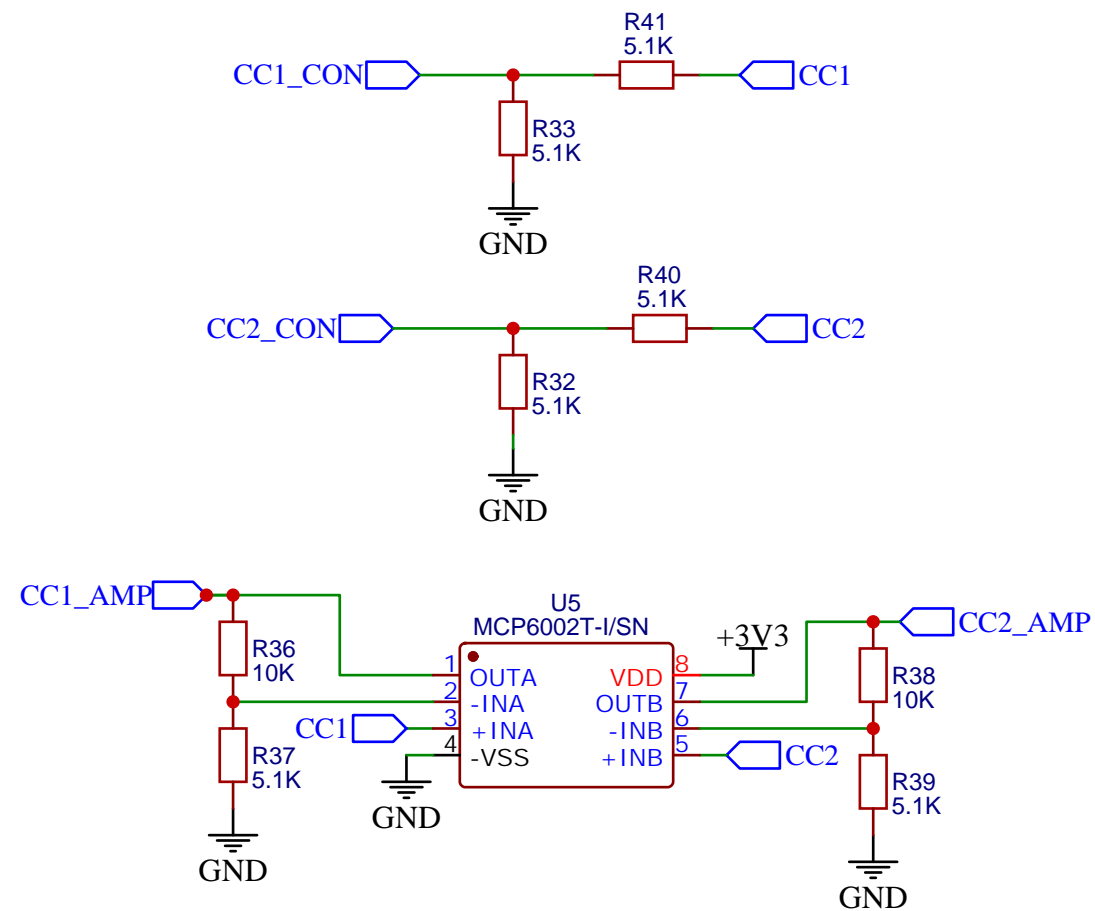 R41
5.1K
CC1_CON
CC1
R33
5.1K
GND
R40
5.1K
CC2_CON
CC2
R32
5.1K
GND
CC1_AMP
U5
MCP6002T-I/SN
+3V3
CC2_AMP
R36
10K
1
OUTA
2
-INA
3
+INA
4
-VSS
8
VDD
7
OUTB
6
-INB
5
+INB
R38
10K
CC1
CC2
R37
5.1K
R39
5.1K
GND
GND
GND